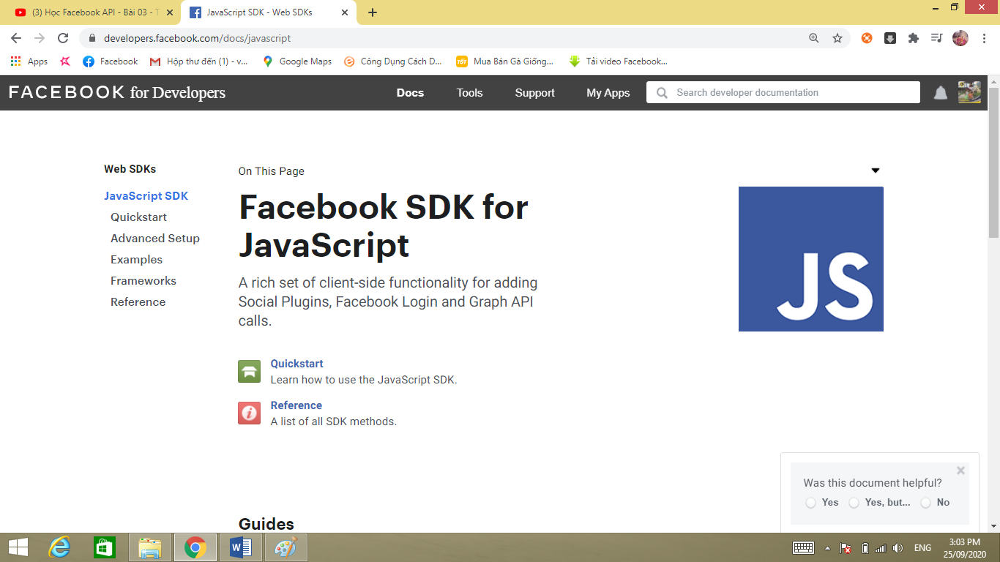 (3) Học Facebook API - Bài 03 - T
JavaScript SDK - Web SDKs
developers.facebook.com/docs/javascript
Apps
Facebook
Hộp thư đến (1) - v...
Google Maps
Công Dụng Cách D...
TỐT
Mua Bán Gà Giống...
Tải video Facebook...
FACEBOOK for Developers
Docs
Tools
Support
My Apps
Search developer documentation
Web SDKs
JavaScript SDK
Quickstart
Advanced Setup
Examples
Frameworks
Reference
On This Page
Facebook SDK for
JavaScript
A rich set of client-side functionality for adding
Social Plugins, Facebook Login and Graph API
calls.
JS
Quickstart
Learn how to use the JavaScript SDK.
Reference
A list of all SDK methods.
Guides
Was this document helpful?
Yes
Yes, but...
No
ENG
3:03 PM
25/09/2020